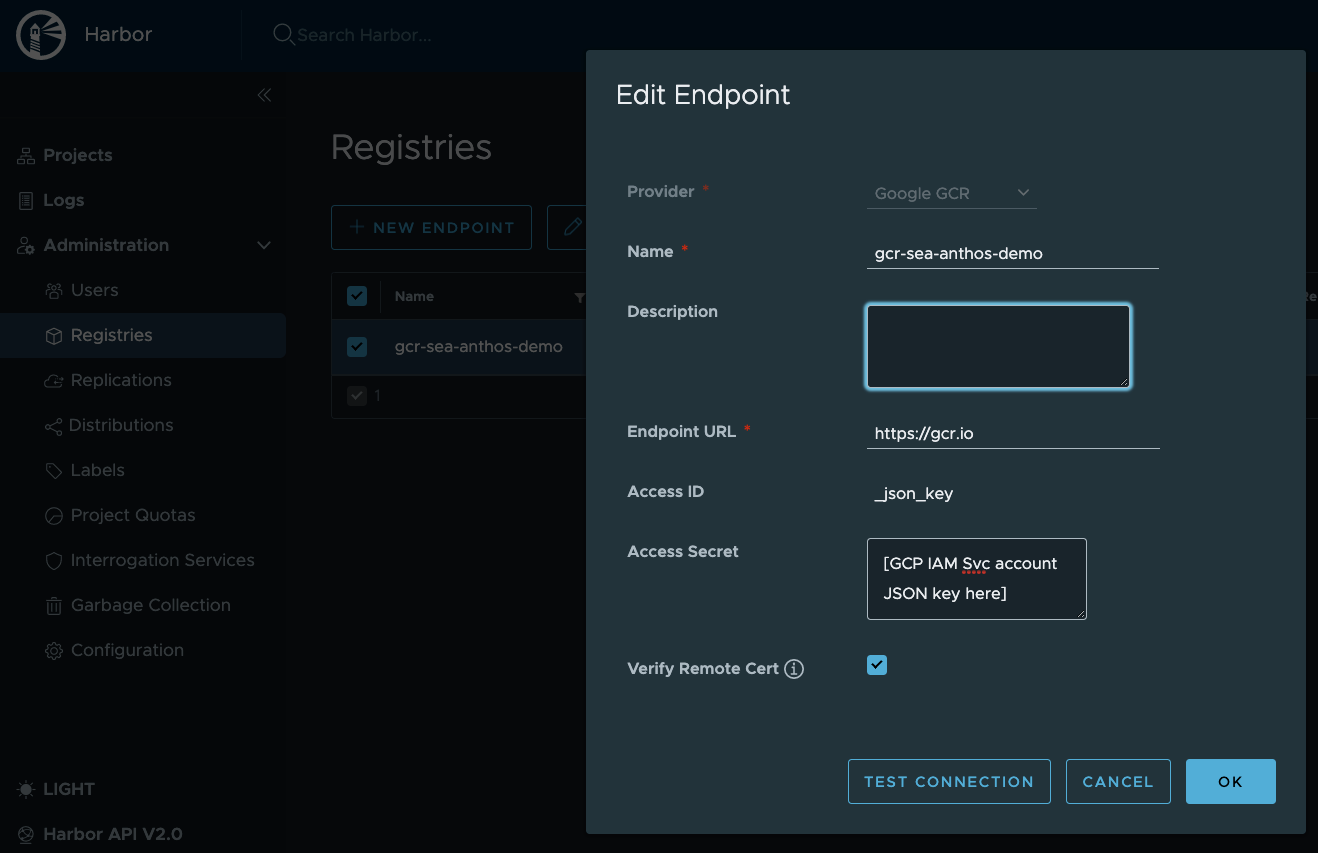 Harbor
Search Harbor...
Projects
Logs
Administration
Users
Registries
Replications
Distributions
Labels
Project Quotas
Interrogation Services
Garbage Collection
Configuration
LIGHT
Harbor API V2.0
Registries
+ NEW ENDPOINT
Name
gcr-sea-anthos-demo
1
Edit Endpoint
Provider *
Google GCR
Name *
gcr-sea-anthos-demo
Description
Endpoint URL *
https://gcr.io
Access ID
_json_key
Access Secret
[GCP IAM Svc account
JSON key here]
Verify Remote Cert
TEST CONNECTION
CANCEL
OK